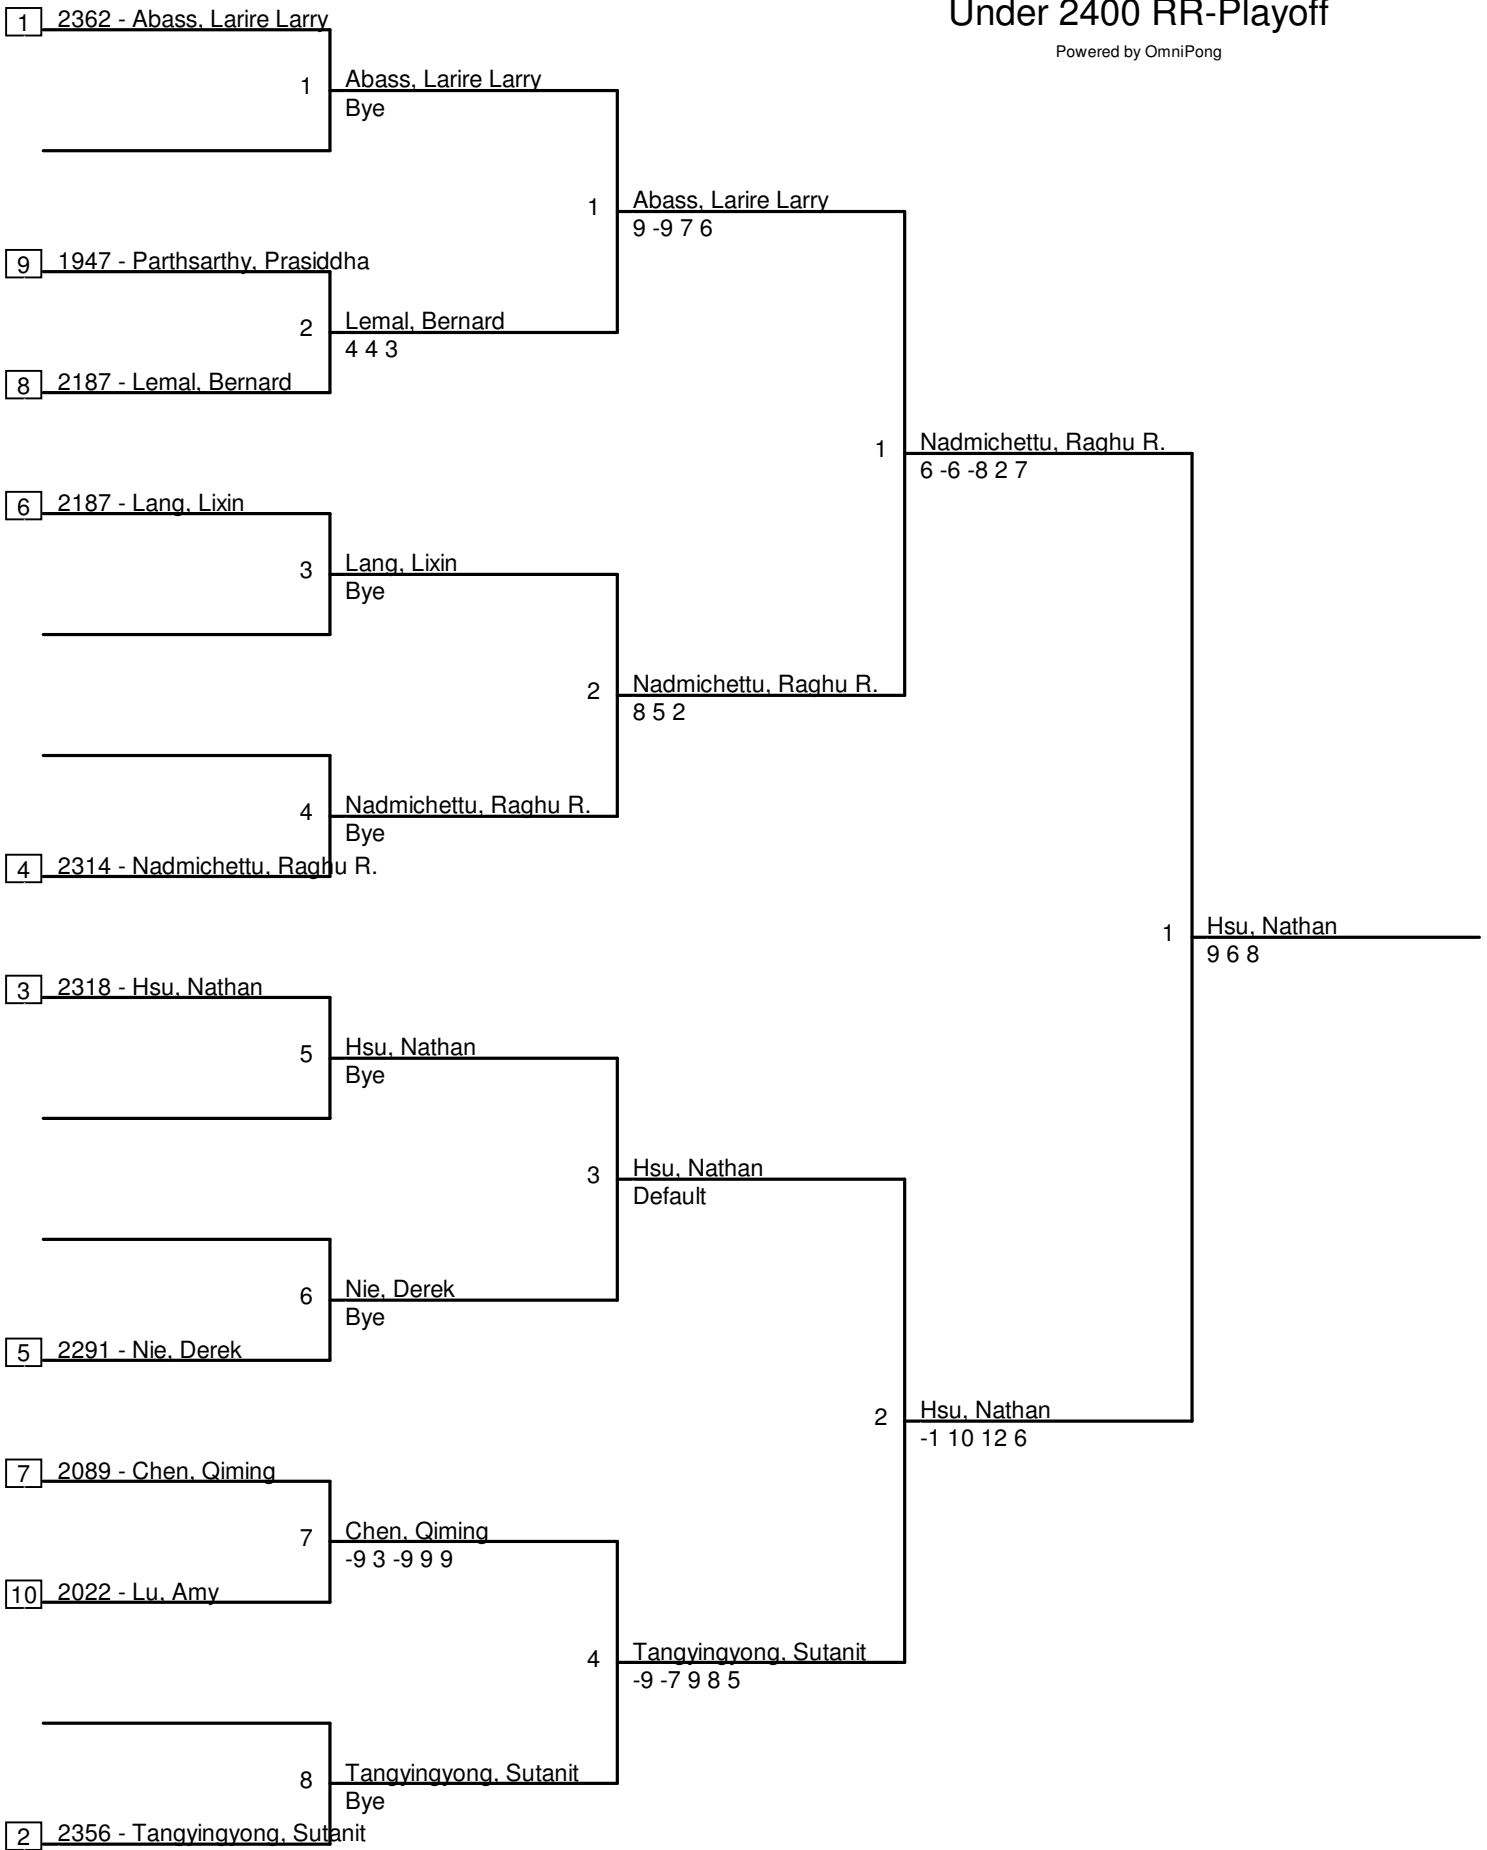 Under 2400 RR-Playoff
Powered by OmniPong
1 2362 - Abass, Larire Larry
1 Abass, Larire Larry
Bye
1 Abass, Larire Larry
9 -9 7 6
9 1947 - Parthsarthy, Prasiddha
2 Lemal, Bernard
4 4 3
8 2187 - Lemal, Bernard
1 Nadmichettu, Raghu R.
6 -6 -8 2 7
6 2187 - Lang, Lixin
3 Lang, Lixin
Bye
2 Nadmichettu, Raghu R.
8 5 2
4 Nadmichettu, Raghu R.
Bye
4 2314 - Nadmichettu, Raghu R.
1 Hsu, Nathan
9 6 8
3 2318 - Hsu, Nathan
5 Hsu, Nathan
Bye
3 Hsu, Nathan
Default
6 Nie, Derek
Bye
5 2291 - Nie, Derek
2 Hsu, Nathan
-1 10 12 6
7 2089 - Chen, Qiming
7 Chen, Qiming
-9 3 -9 9 9
10 2022 - Lu, Amy
4 Tangyingyong, Sutanit
-9 -7 9 8 5
8 Tangyingyong, Sutanit
Bye
2 2356 - Tangyingyong, Sutanit